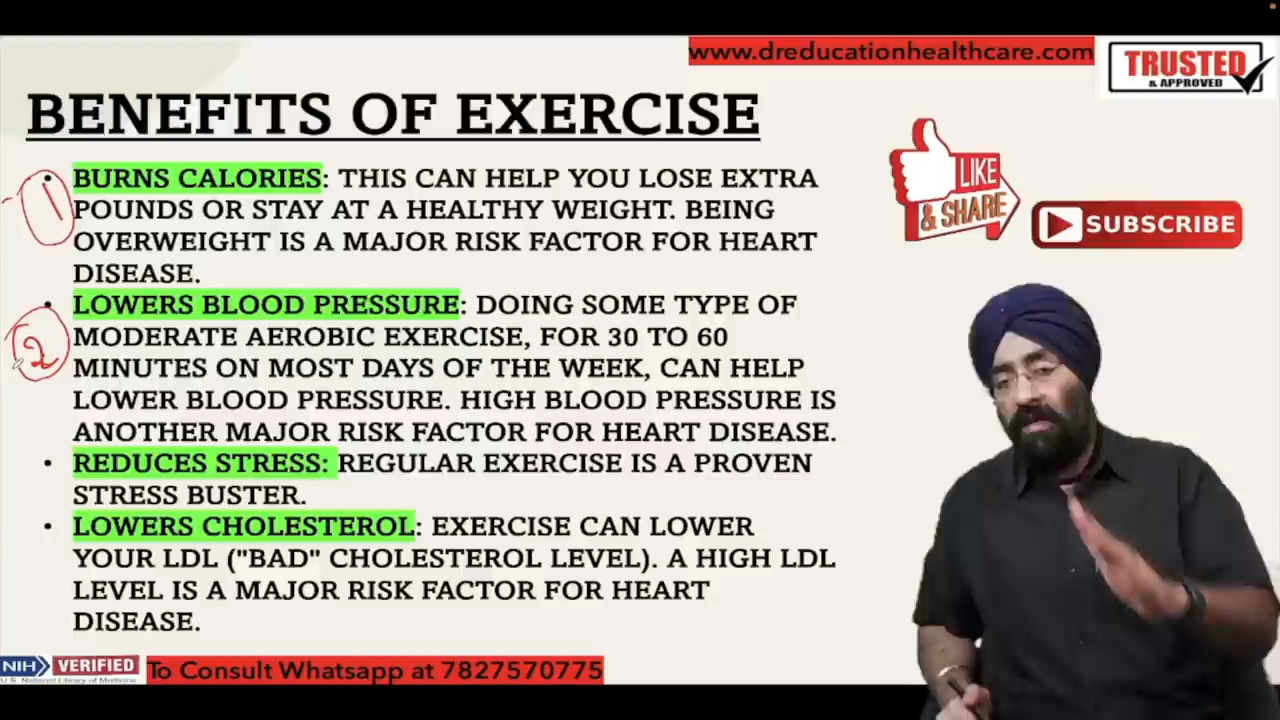 www.dreducationhealthcare.com
TRUSTED
& APPROVED
BENEFITS OF EXERCISE
LIKE
& SHARE
SUBSCRIBE
1
• BURNS CALORIES: THIS CAN HELP YOU LOSE EXTRA
POUNDS OR STAY AT A HEALTHY WEIGHT. BEING
OVERWEIGHT IS A MAJOR RISK FACTOR FOR HEART
DISEASE.
2
• LOWERS BLOOD PRESSURE: DOING SOME TYPE OF
MODERATE AEROBIC EXERCISE, FOR 30 TO 60
MINUTES ON MOST DAYS OF THE WEEK, CAN HELP
LOWER BLOOD PRESSURE. HIGH BLOOD PRESSURE IS
ANOTHER MAJOR RISK FACTOR FOR HEART DISEASE.
• REDUCES STRESS: REGULAR EXERCISE IS A PROVEN
STRESS BUSTER.
• LOWERS CHOLESTEROL: EXERCISE CAN LOWER
YOUR LDL ("BAD" CHOLESTEROL LEVEL). A HIGH LDL
LEVEL IS A MAJOR RISK FACTOR FOR HEART
DISEASE.
NIH VERIFIED
U.S. National Library of Medicine
To Consult Whatsapp at 7827570775